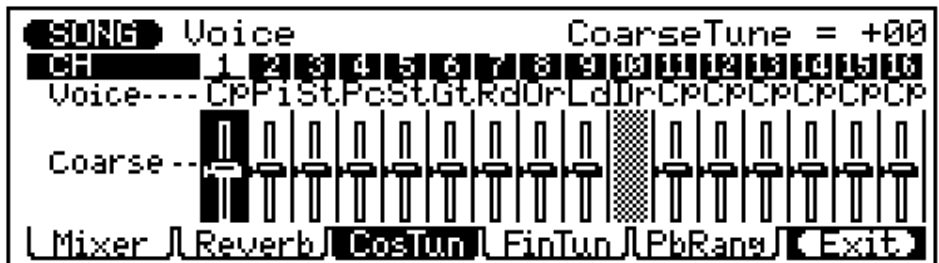 SONG Voice CoarseTune = +00
CH 1 2 3 4 5 6 7 8 9 10 11 12 13 14 15 16
Voice----CpPiStPcStGtRdOrLdDrCpCpCpCpCpCp
Coarse--
Mixer Reverb CosTun FinTun PbRang Exit